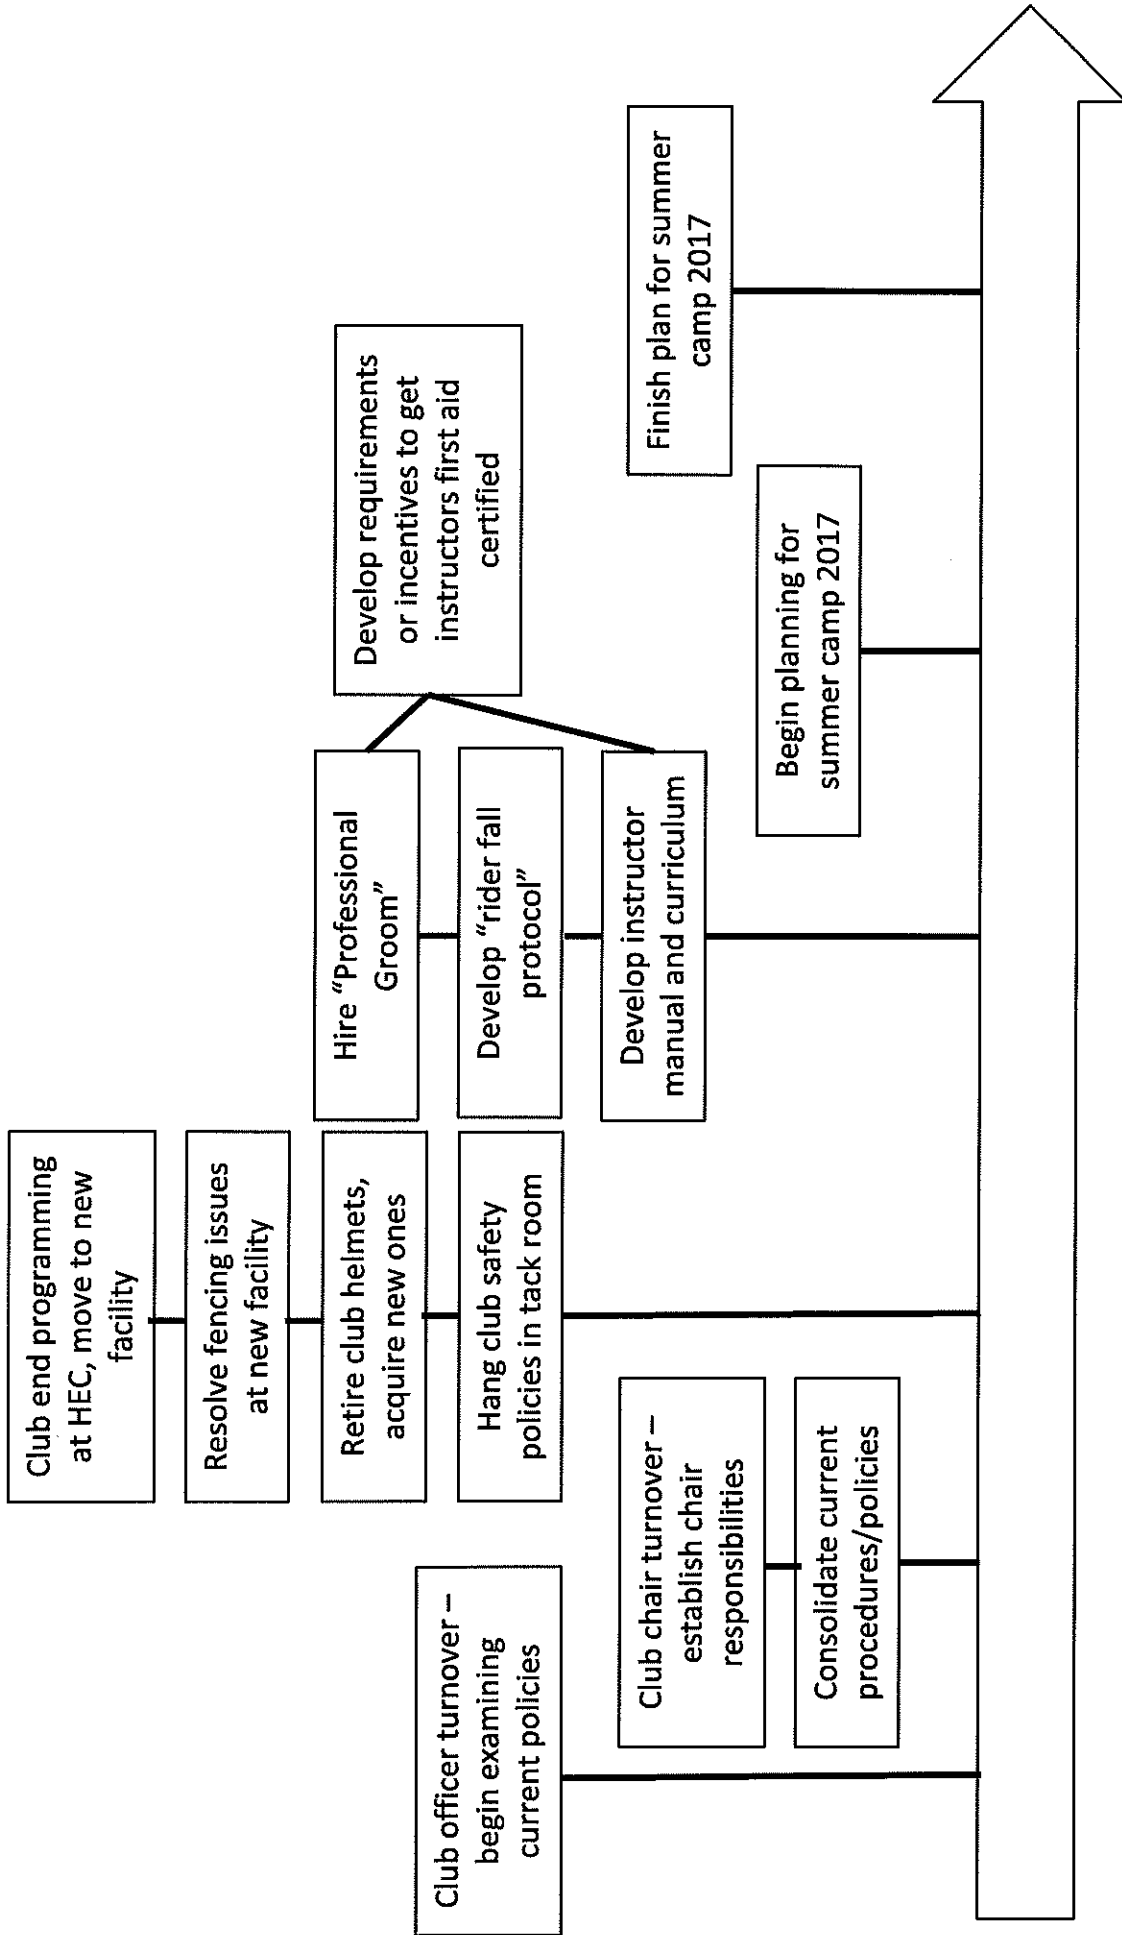 Club officer turnover –
begin examining
current policies
Club chair turnover –
establish chair
responsibilities
Consolidate current
procedures/policies
Club end programming
at HEC, move to new
facility
Resolve fencing issues
at new facility
Retire club helmets,
acquire new ones
Hang club safety
policies in tack room
Hire “Professional
Groom”
Develop “rider fall
protocol”
Develop instructor
manual and curriculum
Develop requirements
or incentives to get
instructors first aid
certified
Begin planning for
summer camp 2017
Finish plan for summer
camp 2017